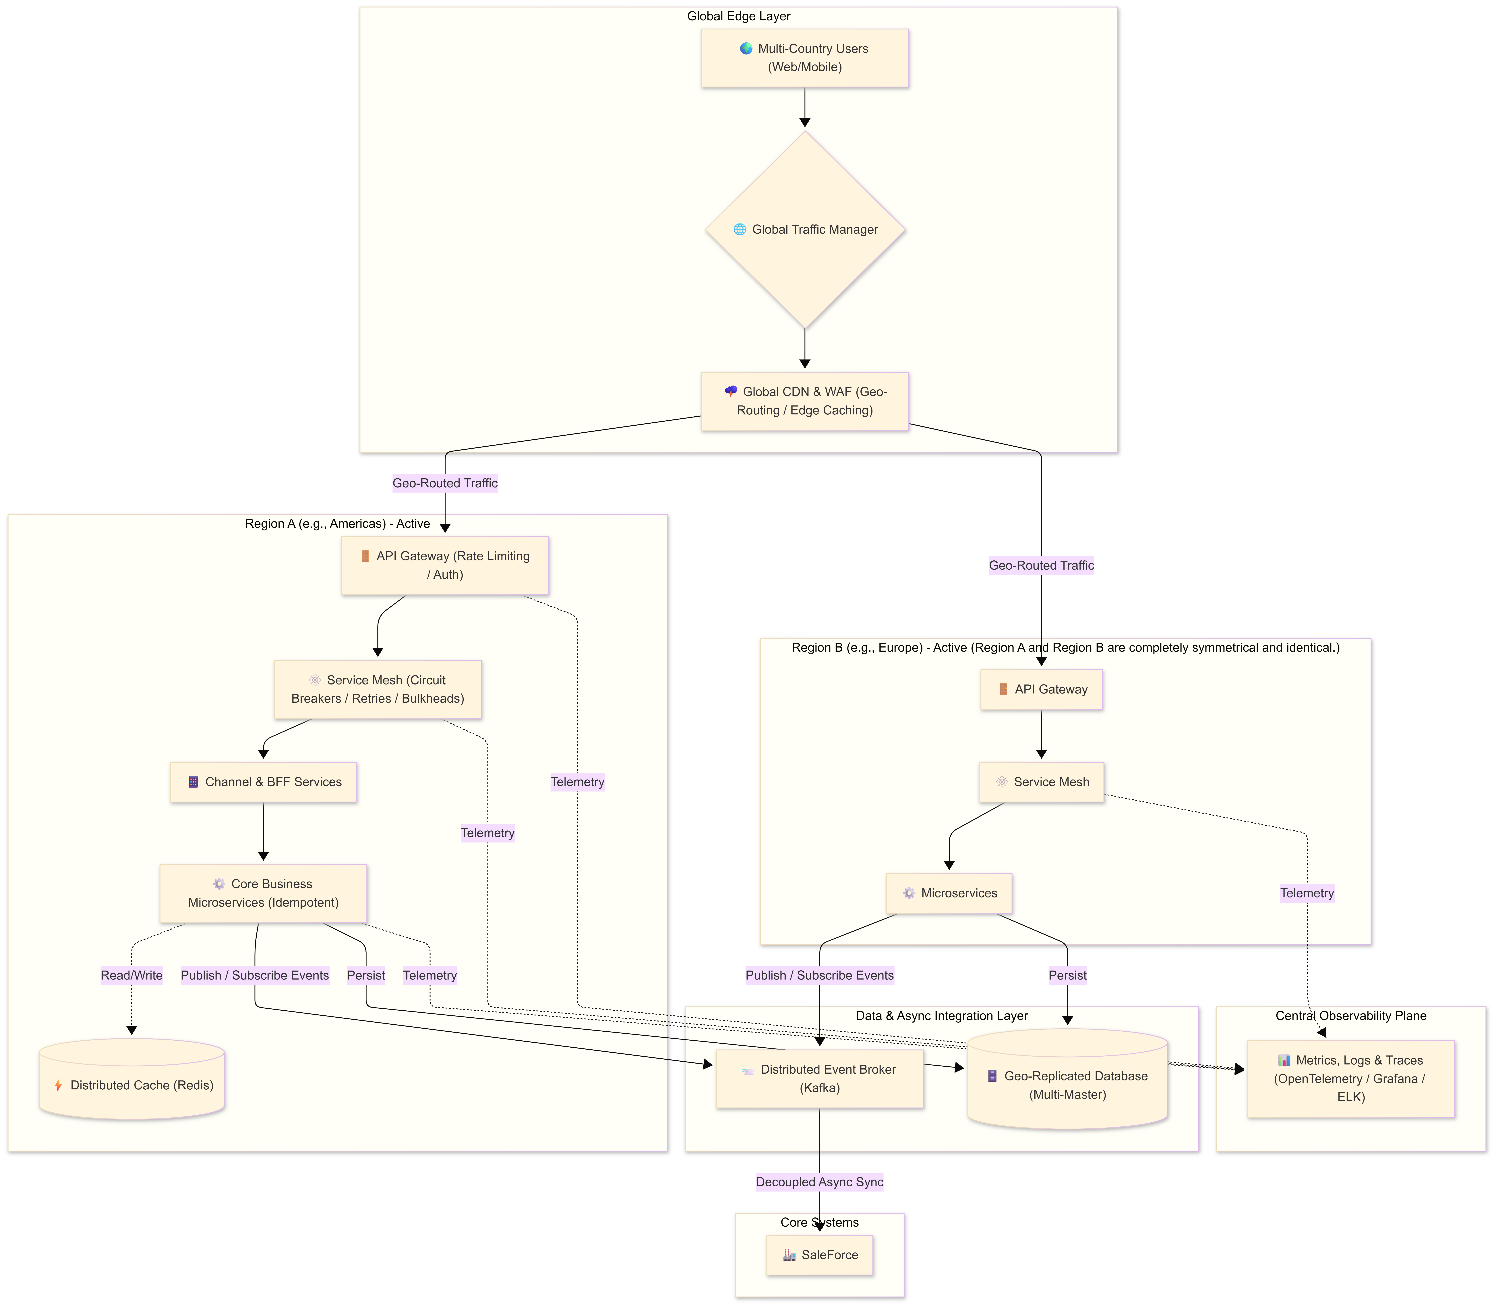 Global Edge Layer
Multi-Country Users
(Web/Mobile)
Global Traffic Manager
Global CDN & WAF (Geo-
Routing / Edge Caching)
Geo-Routed Traffic
Geo-Routed Traffic
Region A (e.g., Americas) - Active
API Gateway (Rate Limiting
/ Auth)
Service Mesh (Circuit
Breakers / Retries / Bulkheads)
Channel & BFF Services
Telemetry
Telemetry
Core Business
Microservices (Idempotent)
Read/Write
Publish / Subscribe Events
Persist
Telemetry
Distributed Cache (Redis)
Region B (e.g., Europe) - Active (Region A and Region B are completely symmetrical and identical.)
API Gateway
Service Mesh
Microservices
Telemetry
Publish / Subscribe Events
Persist
Data & Async Integration Layer
Distributed Event Broker
(Kafka)
Geo-Replicated Database
(Multi-Master)
Central Observability Plane
Metrics, Logs & Traces
(OpenTelemetry / Grafana /
ELK)
Decoupled Async Sync
Core Systems
SaleForce